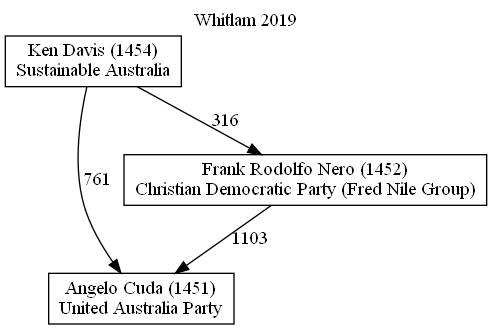 Whitlam 2019
Ken Davis (1454)
Sustainable Australia
316
Frank Rodolfo Nero (1452)
Christian Democratic Party (Fred Nile Group)
761
1103
Angelo Cuda (1451)
United Australia Party